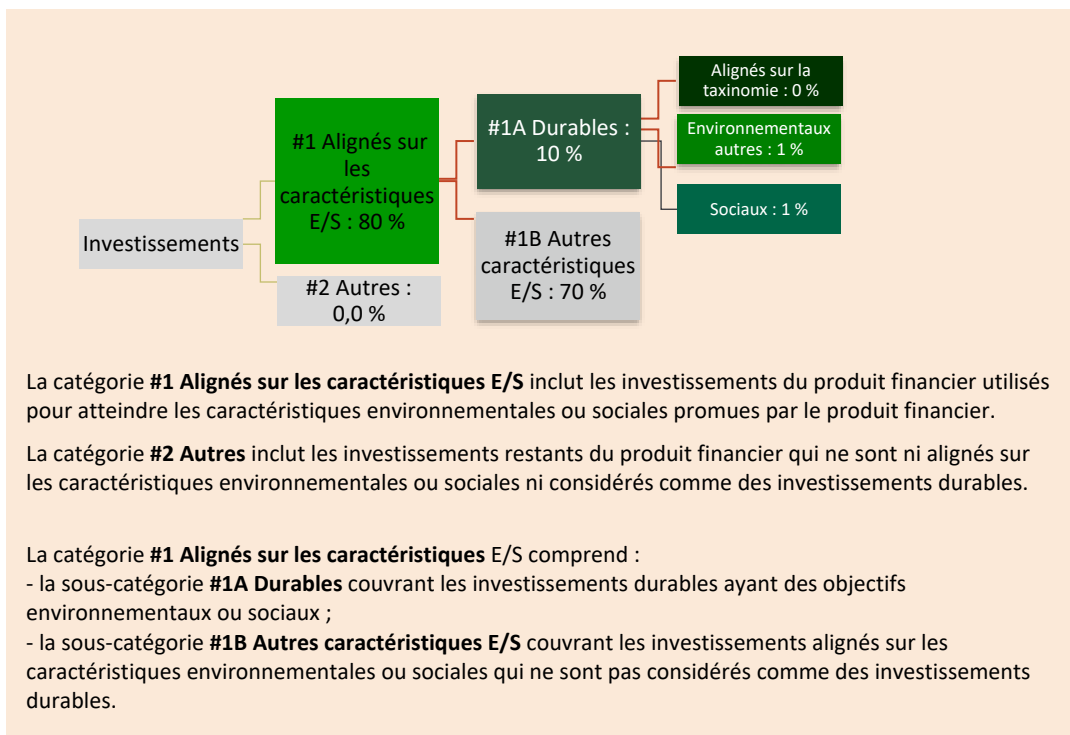 Investissements
#1 Alignés sur
les
caractéristiques
E/S : 80 %
#2 Autres :
0,0 %
#1A Durables :
10 %
#1B Autres
caractéristiques
E/S : 70 %
Alignés sur la
taxinomie : 0 %
Environnementaux
autres : 1 %
Sociaux : 1 %
La catégorie #1 Alignés sur les caractéristiques E/S inclut les investissements du produit financier utilisés
pour atteindre les caractéristiques environnementales ou sociales promues par le produit financier.
La catégorie #2 Autres inclut les investissements restants du produit financier qui ne sont ni alignés sur
les caractéristiques environnementales ou sociales ni considérés comme des investissements durables.
La catégorie #1 Alignés sur les caractéristiques E/S comprend :
- la sous-catégorie #1A Durables couvrant les investissements durables ayant des objectifs
environnementaux ou sociaux ;
- la sous-catégorie #1B Autres caractéristiques E/S couvrant les investissements alignés sur les
caractéristiques environnementales ou sociales qui ne sont pas considérés comme des investissements
durables.